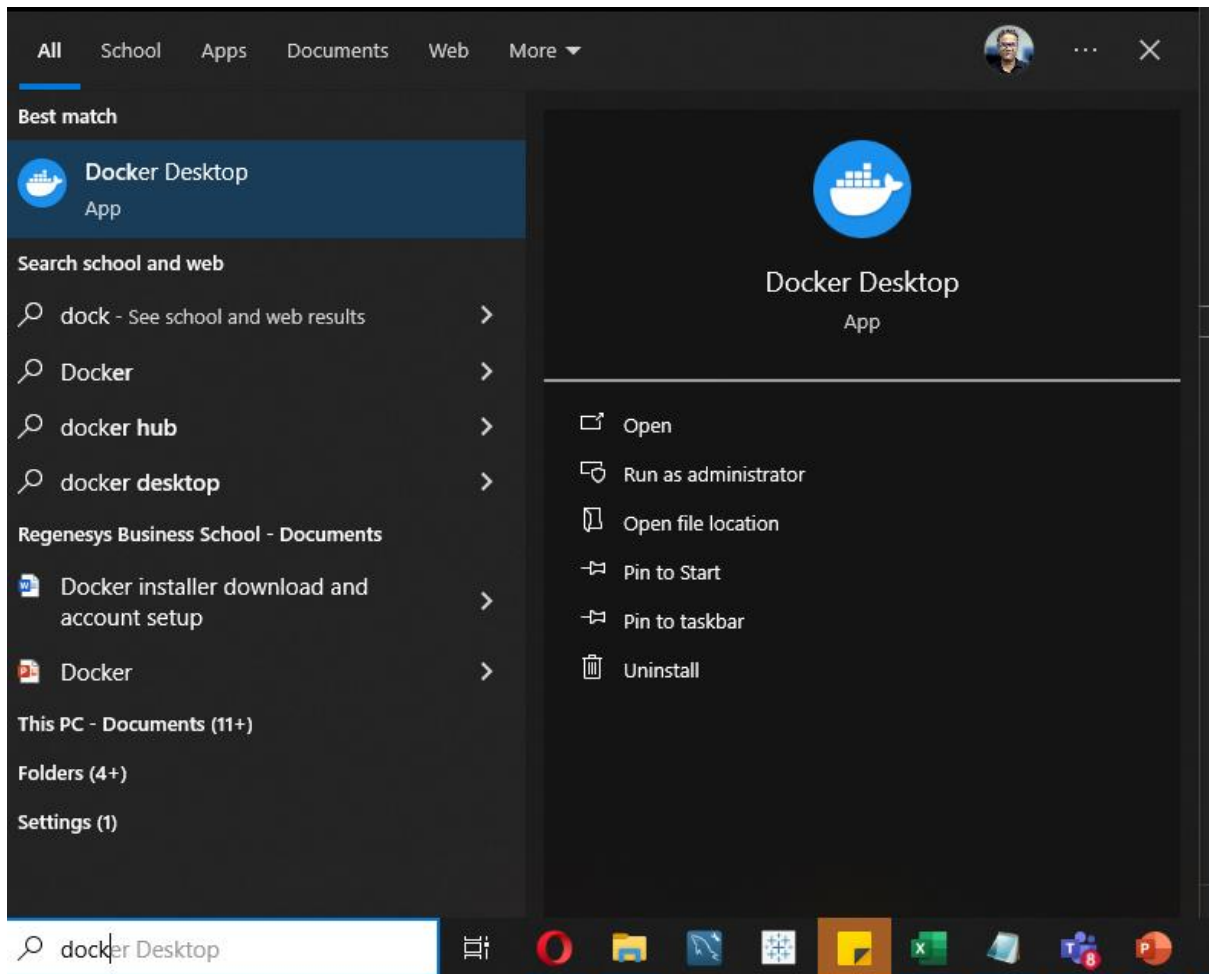 All School Apps Documents Web More
Best match
Docker Desktop
App
Search school and web
dock - See school and web results
Docker
docker hub
docker desktop
Regenesys Business School - Documents
Docker installer download and
account setup
Docker
This PC - Documents (11+)
Folders (4+)
Settings (1)
Docker Desktop
App
Open
Run as administrator
Open file location
Pin to Start
Pin to taskbar
Uninstall
docker Desktop
8